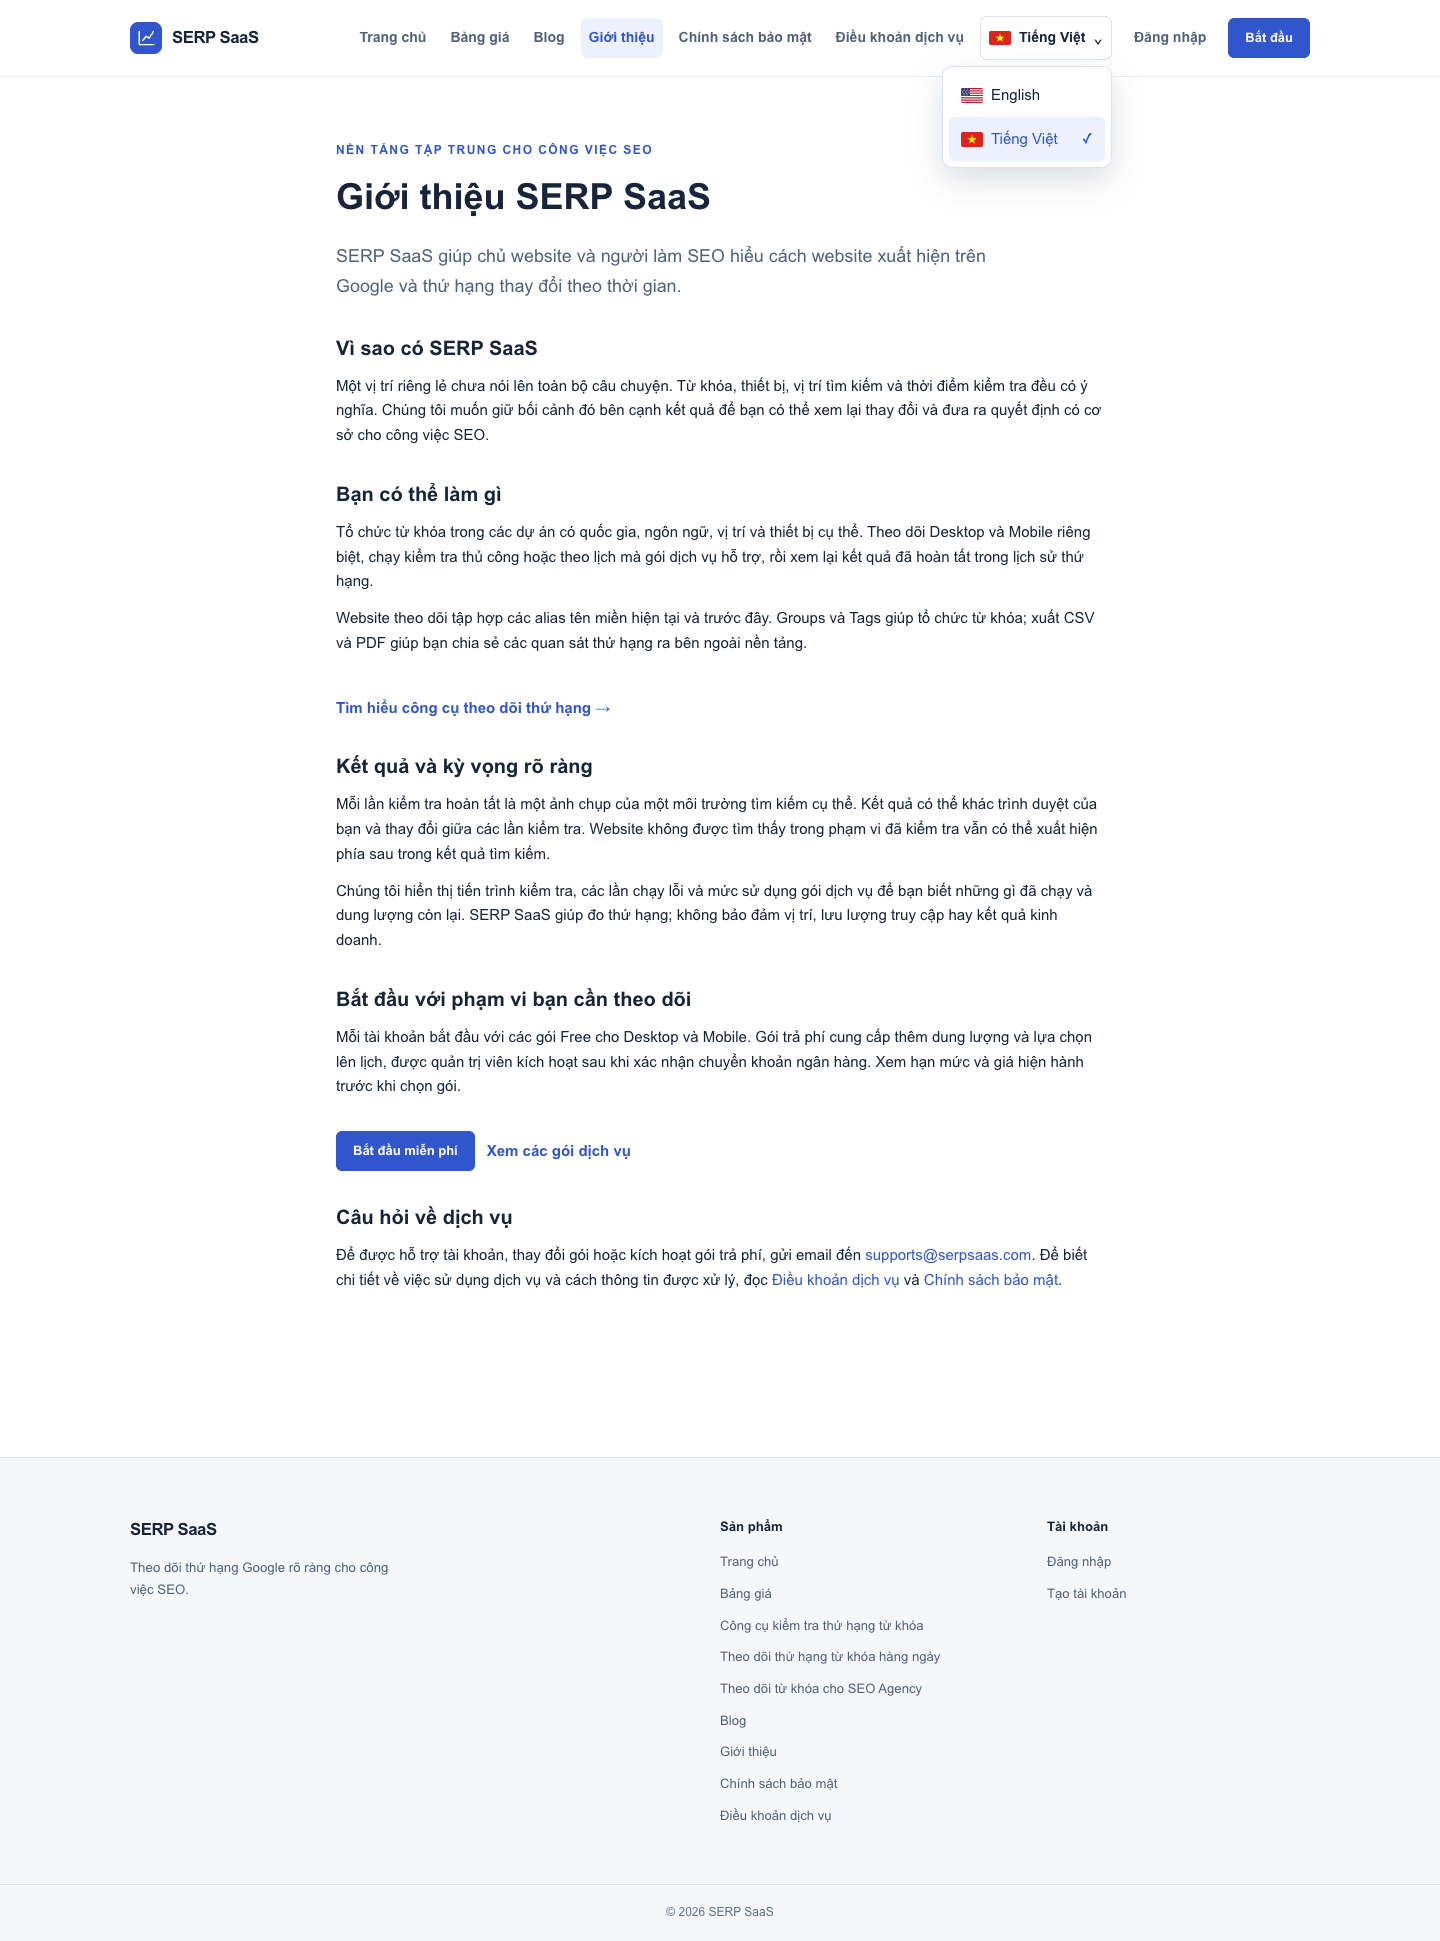 SERP SaaS
Trang chủ
Bảng giá
Blog
Giới thiệu
Chính sách bảo mật
Điều khoản dịch vụ
Tiếng Việt
Đăng nhập
Bắt đầu
English
Tiếng Việt ✓
NỀN TẢNG TẬP TRUNG CHO CÔNG VIỆC SEO
Giới thiệu SERP SaaS
SERP SaaS giúp chủ website và người làm SEO hiểu cách website xuất hiện trên
Google và thứ hạng thay đổi theo thời gian.
Vì sao có SERP SaaS
Một vị trí riêng lẻ chưa nói lên toàn bộ câu chuyện. Từ khóa, thiết bị, vị trí tìm kiếm và thời điểm kiểm tra đều có ý
nghĩa. Chúng tôi muốn giữ bối cảnh đó bên cạnh kết quả để bạn có thể xem lại thay đổi và đưa ra quyết định có cơ
sở cho công việc SEO.
Bạn có thể làm gì
Tổ chức từ khóa trong các dự án có quốc gia, ngôn ngữ, vị trí và thiết bị cụ thể. Theo dõi Desktop và Mobile riêng
biệt, chạy kiểm tra thủ công hoặc theo lịch mà gói dịch vụ hỗ trợ, rồi xem lại kết quả đã hoàn tất trong lịch sử thứ
hạng.
Website theo dõi tập hợp các alias tên miền hiện tại và trước đây. Groups và Tags giúp tổ chức từ khóa; xuất CSV
và PDF giúp bạn chia sẻ các quan sát thứ hạng ra bên ngoài nền tảng.
Tìm hiểu công cụ theo dõi thứ hạng →
Kết quả và kỳ vọng rõ ràng
Mỗi lần kiểm tra hoàn tất là một ảnh chụp của một môi trường tìm kiếm cụ thể. Kết quả có thể khác trình duyệt của
bạn và thay đổi giữa các lần kiểm tra. Website không được tìm thấy trong phạm vi đã kiểm tra vẫn có thể xuất hiện
phía sau trong kết quả tìm kiếm.
Chúng tôi hiển thị tiến trình kiểm tra, các lần chạy lỗi và mức sử dụng gói dịch vụ để bạn biết những gì đã chạy và
dung lượng còn lại. SERP SaaS giúp đo thứ hạng; không bảo đảm vị trí, lưu lượng truy cập hay kết quả kinh
doanh.
Bắt đầu với phạm vi bạn cần theo dõi
Mỗi tài khoản bắt đầu với các gói Free cho Desktop và Mobile. Gói trả phí cung cấp thêm dung lượng và lựa chọn
lên lịch, được quản trị viên kích hoạt sau khi xác nhận chuyển khoản ngân hàng. Xem hạn mức và giá hiện hành
trước khi chọn gói.
Bắt đầu miễn phí
Xem các gói dịch vụ
Câu hỏi về dịch vụ
Để được hỗ trợ tài khoản, thay đổi gói hoặc kích hoạt gói trả phí, gửi email đến supports@serpsaas.com. Để biết
chi tiết về việc sử dụng dịch vụ và cách thông tin được xử lý, đọc Điều khoản dịch vụ và Chính sách bảo mật.
SERP SaaS
Theo dõi thứ hạng Google rõ ràng cho công
việc SEO.
Sản phẩm
Trang chủ
Bảng giá
Công cụ kiểm tra thứ hạng từ khóa
Theo dõi thứ hạng từ khóa hàng ngày
Theo dõi từ khóa cho SEO Agency
Blog
Giới thiệu
Chính sách bảo mật
Điều khoản dịch vụ
Tài khoản
Đăng nhập
Tạo tài khoản
© 2026 SERP SaaS